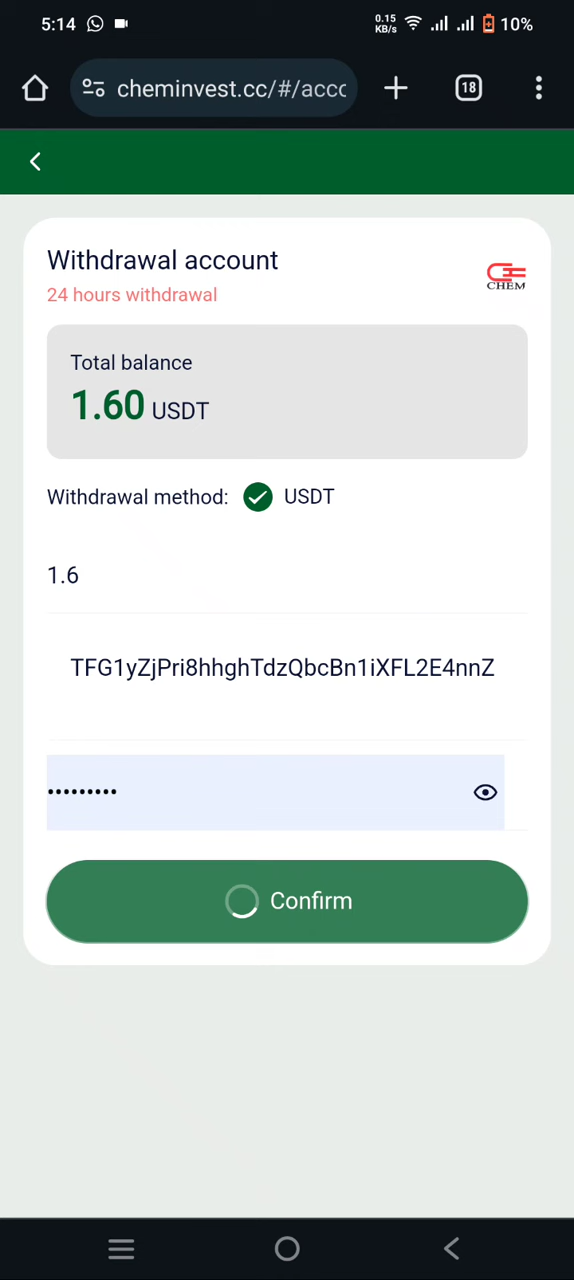 5:14 0.15 KB/s 10%
cheminvest.cc/#/acco 18
Withdrawal account
CHEM
24 hours withdrawal
Total balance
1.60 USDT
Withdrawal method: USDT
1.6
TFG1yZjPri8hhghTdzQbcBn1iXFL2E4nnZ
•••••••••
Confirm